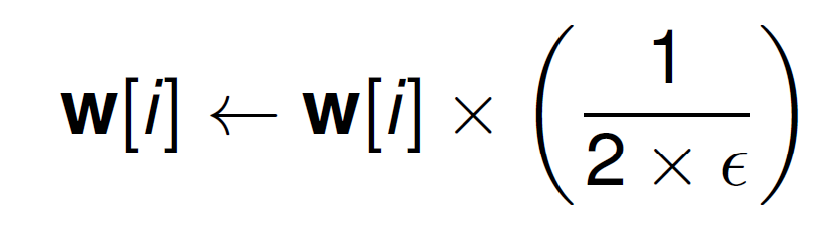 w[i] ← w[i] × (1 / (2 × ϵ))